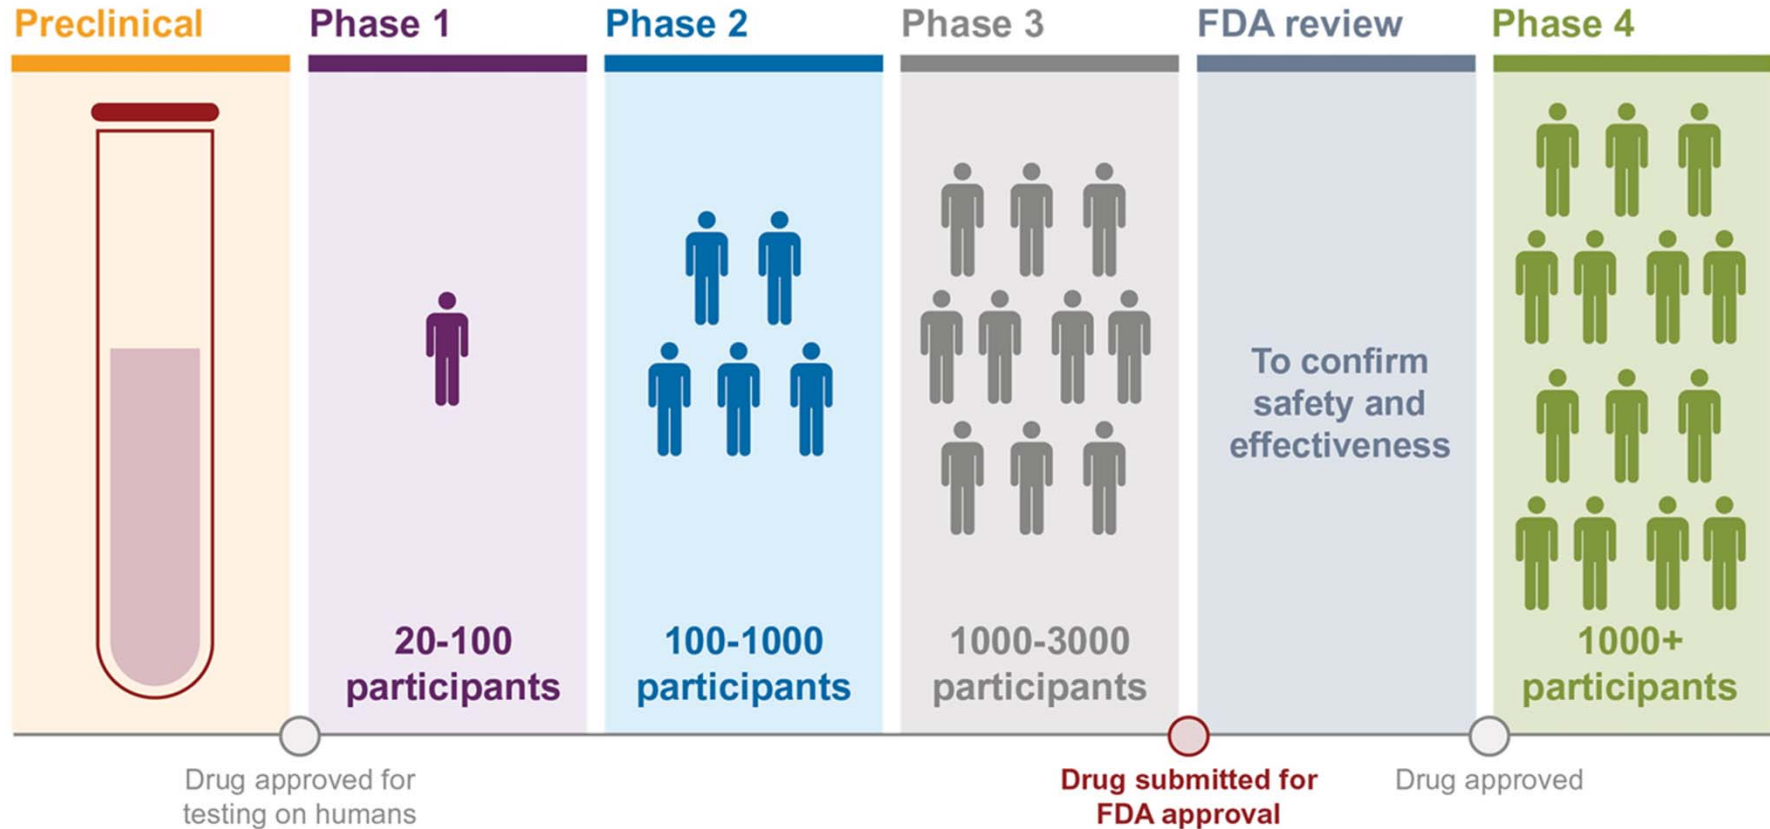 Preclinical
Phase 1
Phase 2
Phase 3
FDA review
Phase 4
To confirm
safety and
effectiveness
20-100
participants
100-1000
participants
1000-3000
participants
1000+
participants
Drug approved for
testing on humans
Drug submitted for
FDA approval
Drug approved